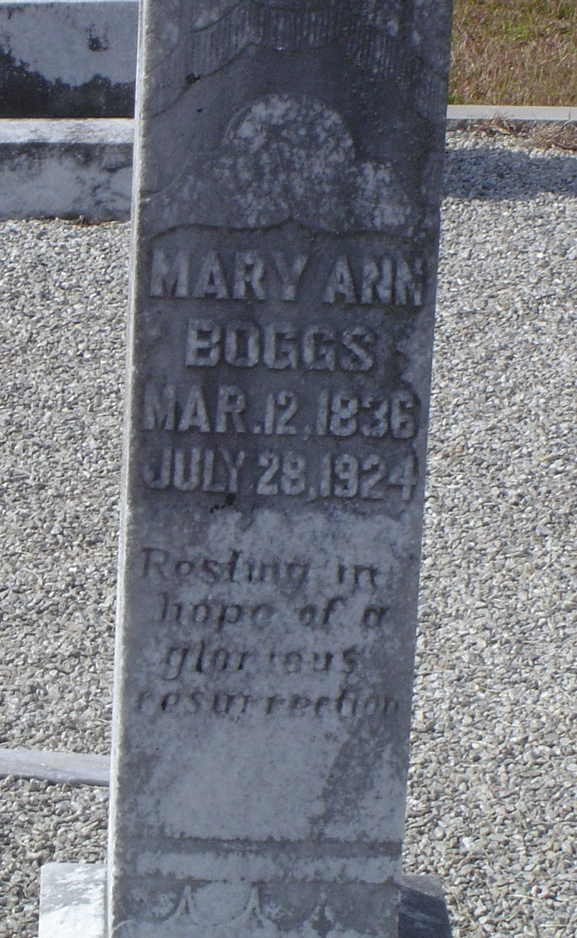 MARY ANN
BOGGS
MAR. 12, 1836
JULY 28, 1924
Resting in
hope of a
glorious
resurrection